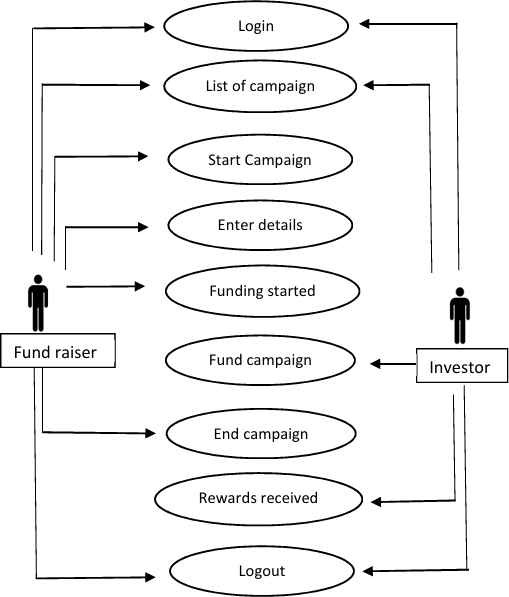 Login
List of campaign
Start Campaign
Enter details
Funding started
Fund raiser
Fund campaign
Investor
End campaign
Rewards received
Logout